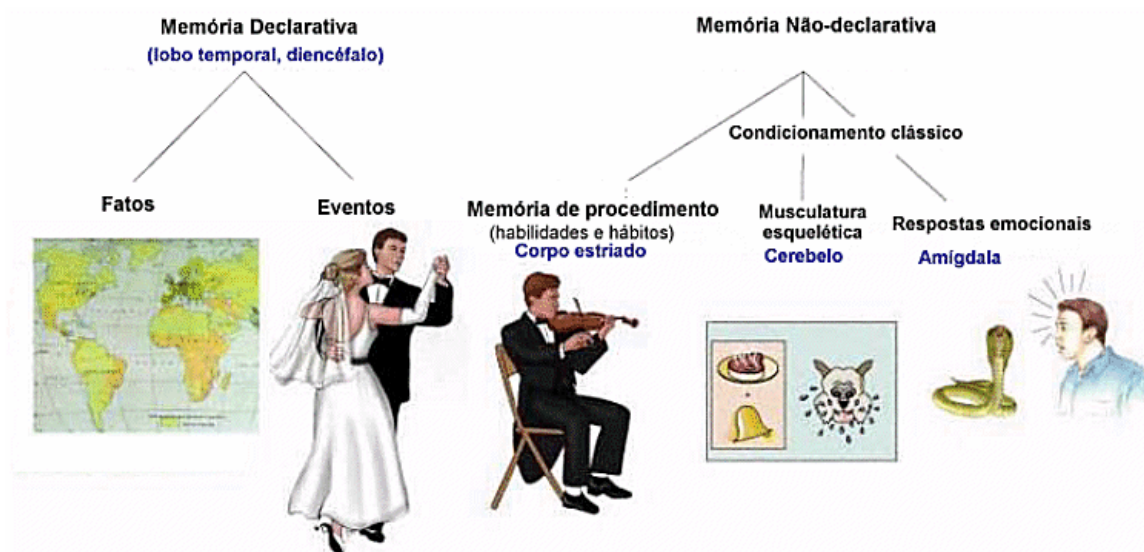 Memória Declarativa
(lobo temporal, diencéfalo)
Memória Não-declarativa
Condicionamento clássico
Fatos
Eventos
Memória de procedimento
(habilidades e hábitos)
Corpo estriado
Musculatura
esquelética
Cerebelo
Respostas emocionais
Amígdala